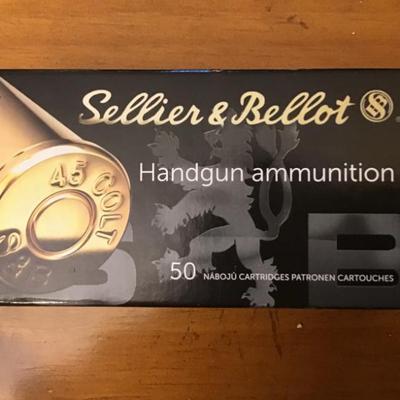 Sellier & Bellot
S&B
Handgun ammunition
45 COLT
S&B
50 NÁBOJŮ CARTRIDGES PATRONEN CARTOUCHES